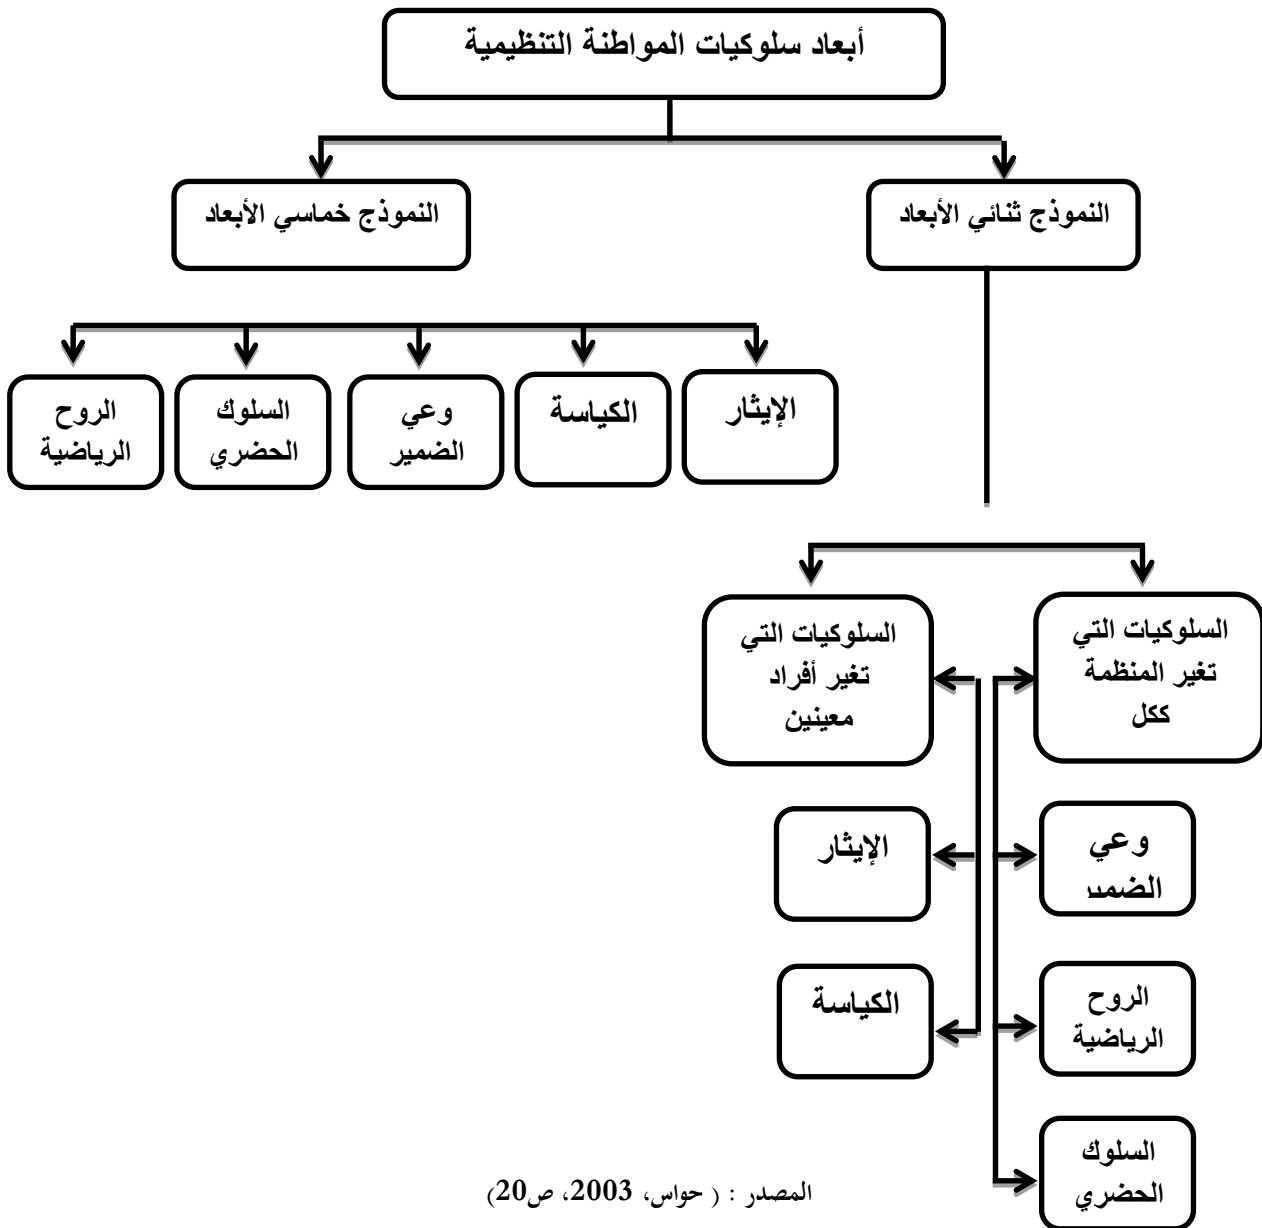 أبعاد سلوكيات المواطنة التنظيمية
النموذج ثنائي الأبعاد
النموذج خماسي الأبعاد
الإيثار
الكياسة
وعي
الضمير
السلوك
الحضري
الروح
الرياضية
السلوكيات التي
تغير المنظمة
ككل
السلوكيات التي
تغير أفراد
معينين
وعي
الضمير
الإيثار
الروح
الرياضية
الكياسة
السلوك
الحضري
المصدر : ( حواس، 2003، ص20)